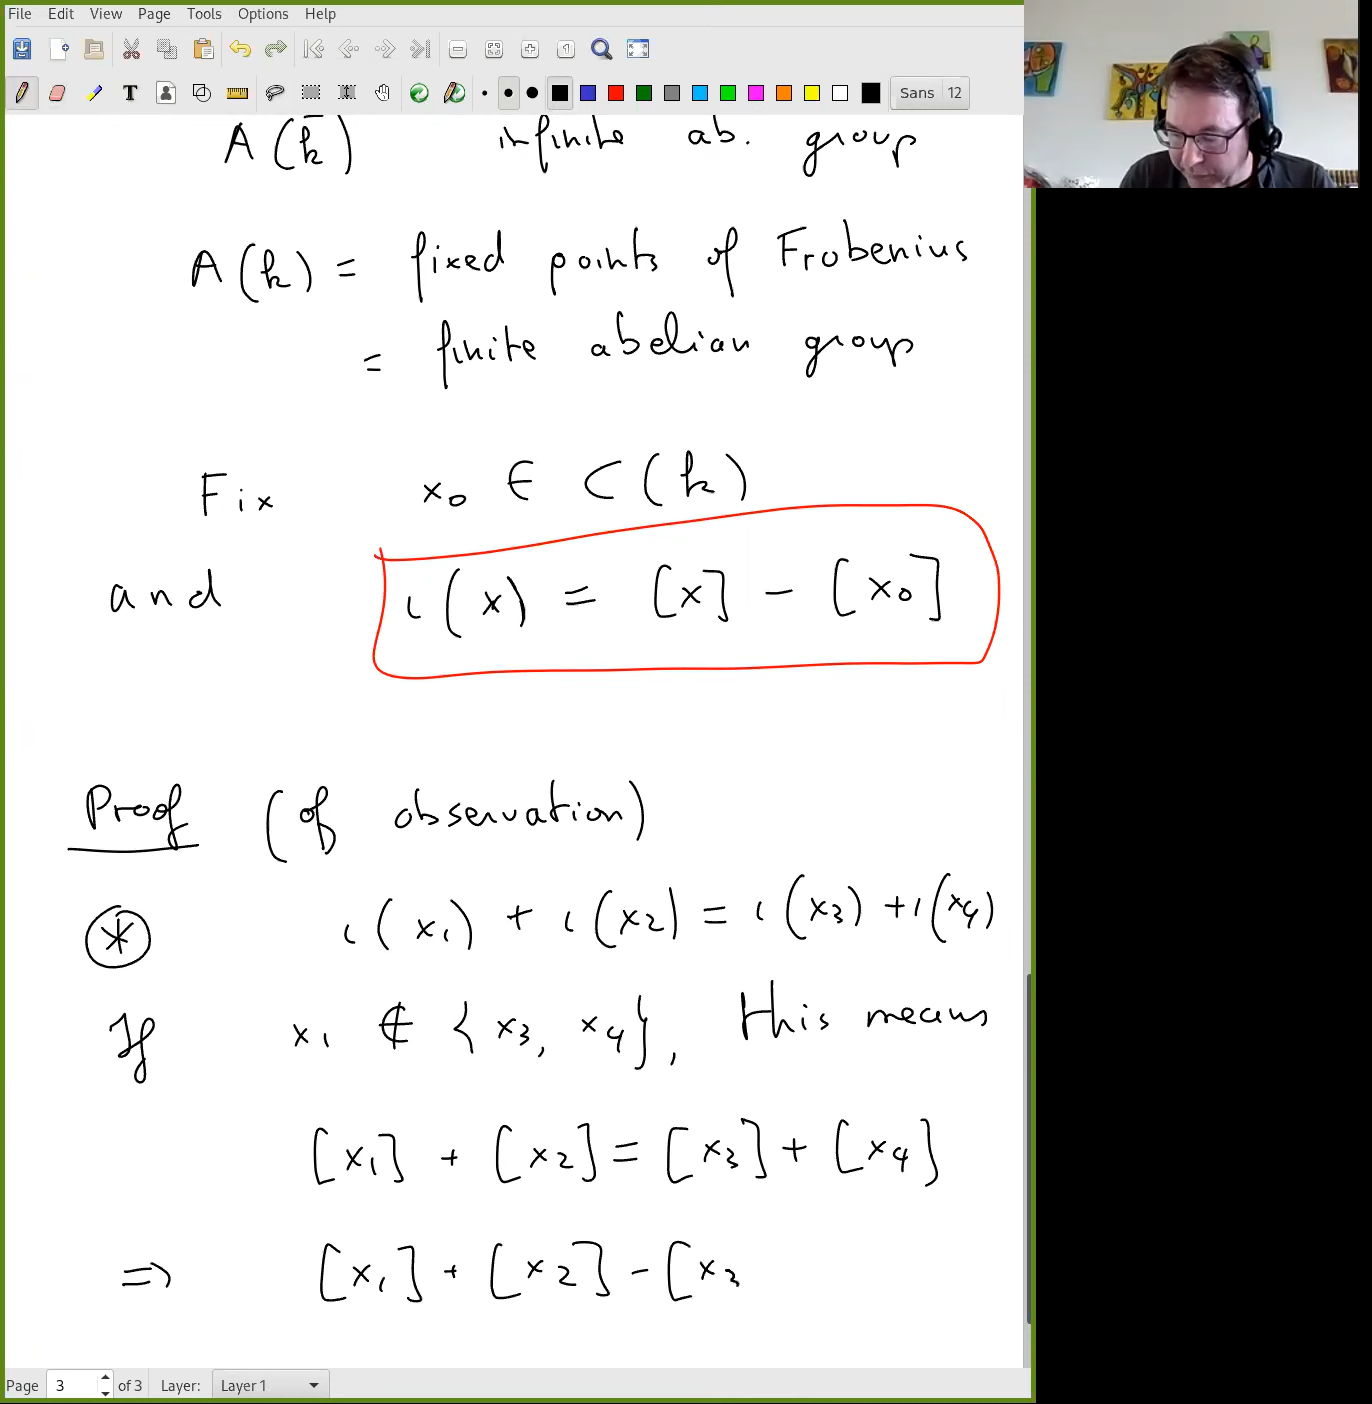 File Edit View Page Tools Options Help
T Sans 12
A(k̄) infinite ab. group
A(k) = fixed points of Frobenius
= finite abelian group
Fix x₀ ∈ C(k)
and ι(x) = [x] - [x₀]
Proof (of observation)
⊛ ι(x₁) + ι(x₂) = ι(x₃) + ι(x₄)
If x₁ ∉ {x₃, x₄}, this means
[x₁] + [x₂] = [x₃] + [x₄]
=> [x₁] + [x₂] - [x₃
Page 3 of 3 Layer: Layer 1